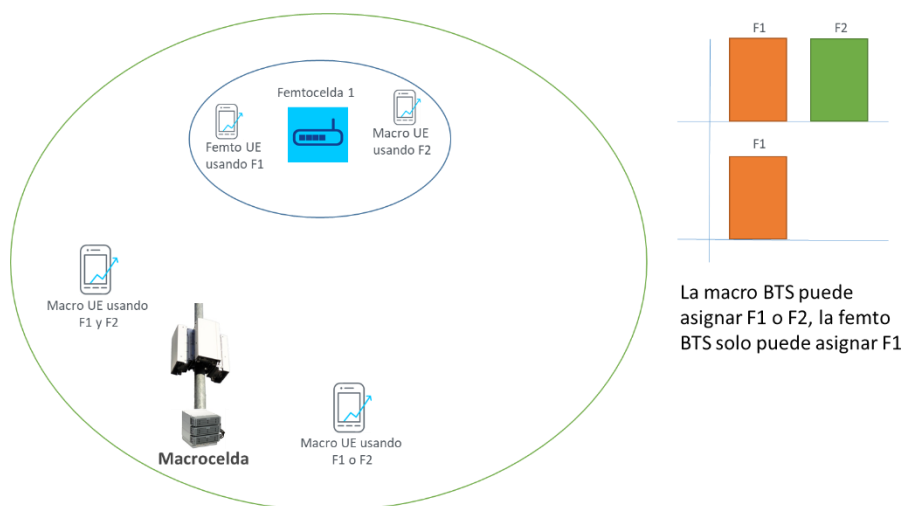 F1
F2
Femtocelda 1
Femto UE
usando F1
Macro UE
usando F2
F1
Macro UE usando
F1 y F2
La macro BTS puede
asignar F1 o F2, la femto
BTS solo puede asignar F1
Macro UE usando
F1 o F2
Macrocelda